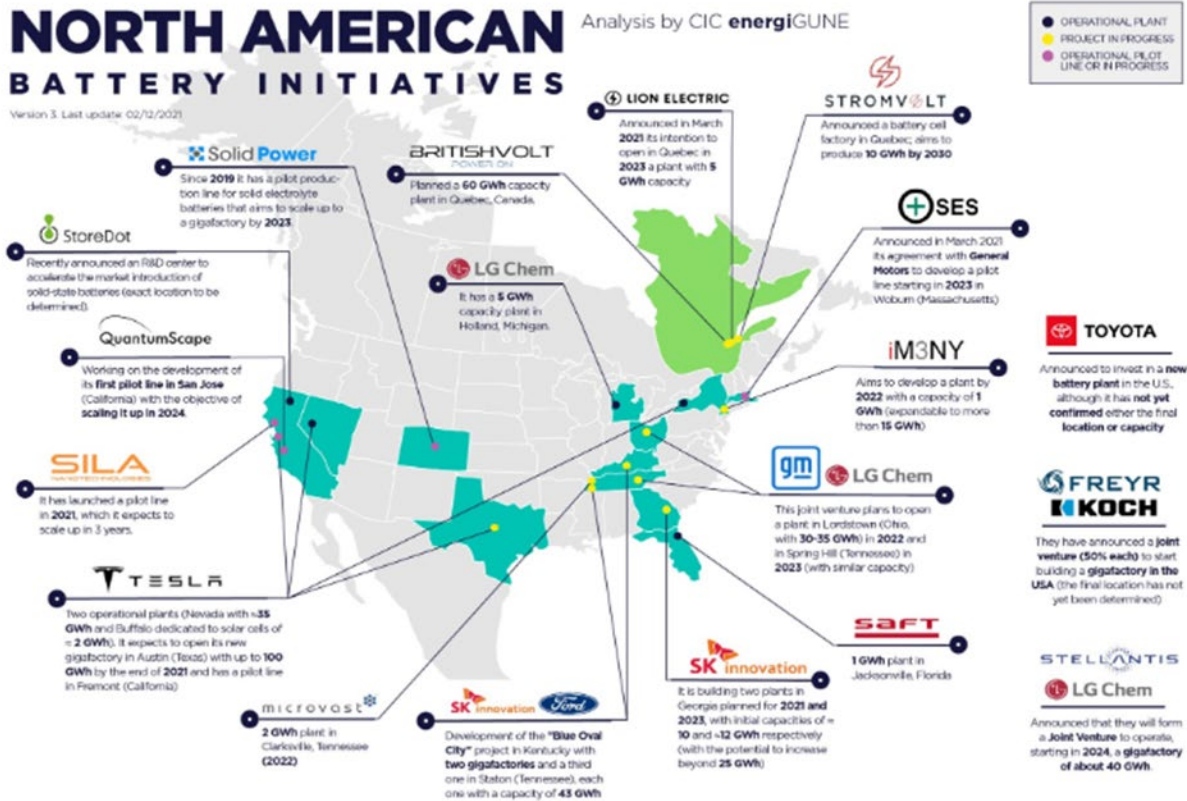 NORTH AMERICAN
BATTERY INITIATIVES
Version 3. Last update: 02/12/2021
Analysis by CIC energiGUNE
OPERATIONAL PLANT
PROJECT IN PROGRESS
OPERATIONAL PILOT
LINE OR IN PROGRESS
Solid Power
Since 2019 it has a pilot produc-
tion line for solid electrolyte
batteries that aims to scale up to
a gigafactory by 2023
BRITISHVOLT
POWER ON
Planned a 60 GWh capacity
plant in Quebec, Canada.
LION ELECTRIC
Announced in March
2021 its intention to
open in Quebec in
2023 a plant with 5
GWh capacity
STROMVOLT
Announced a battery cell
factory in Quebec; aims to
produce 10 GWh by 2030
StoreDot
Recently announced an R&D center to
accelerate the market introduction of
solid-state batteries (exact location to be
determined).
LG Chem
It has a 5 GWh
capacity plant in
Holland, Michigan.
SES
Announced in March 2021
its agreement with General
Motors to develop a pilot
line starting in 2023 in
Woburn (Massachusetts)
QuantumScape
Working on the development of
its first pilot line in San Jose
(California) with the objective of
scaling it up in 2024.
iM3NY
Aims to develop a plant by
2022 with a capacity of 1
GWh (expandable to more
than 15 GWh)
TOYOTA
Announced to invest in a new
battery plant in the U.S.,
although it has not yet
confirmed either the final
location or capacity
SILA
NANOTECHNOLOGIES
It has launched a pilot line
in 2021, which it expects to
scale up in 3 years.
gm LG Chem
This joint venture plans to open
a plant in Lordstown (Ohio,
with 30-35 GWh) in 2022 and
in Spring Hill (Tennessee) in
2023 (with similar capacity)
FREYR
KOCH
They have announced a joint
venture (50% each) to start
building a gigafactory in the
USA (the final location has not
yet been determined)
TESLA
Two operational plants (Nevada with ≈35
GWh and Buffalo dedicated to solar cells of
≈ 2 GWh). It expects to open its new
gigafactory in Austin (Texas) with up to 100
GWh by the end of 2021 and has a pilot line
in Fremont (California)
microvast
2 GWh plant in
Clarksville, Tennessee
(2022)
SK innovation Ford
Development of the "Blue Oval
City" project in Kentucky with
two gigafactories and a third
one in Staton (Tennessee), each
one with a capacity of 43 GWh
SK innovation
It is building two plants in
Georgia planned for 2021 and
2023, with initial capacities of ≈
10 and ≈12 GWh respectively
(with the potential to increase
beyond 25 GWh)
saft
1 GWh plant in
Jacksonville, Florida
STELLANTIS
LG Chem
Announced that they will form
a Joint Venture to operate,
starting in 2024, a gigafactory
of about 40 GWh.